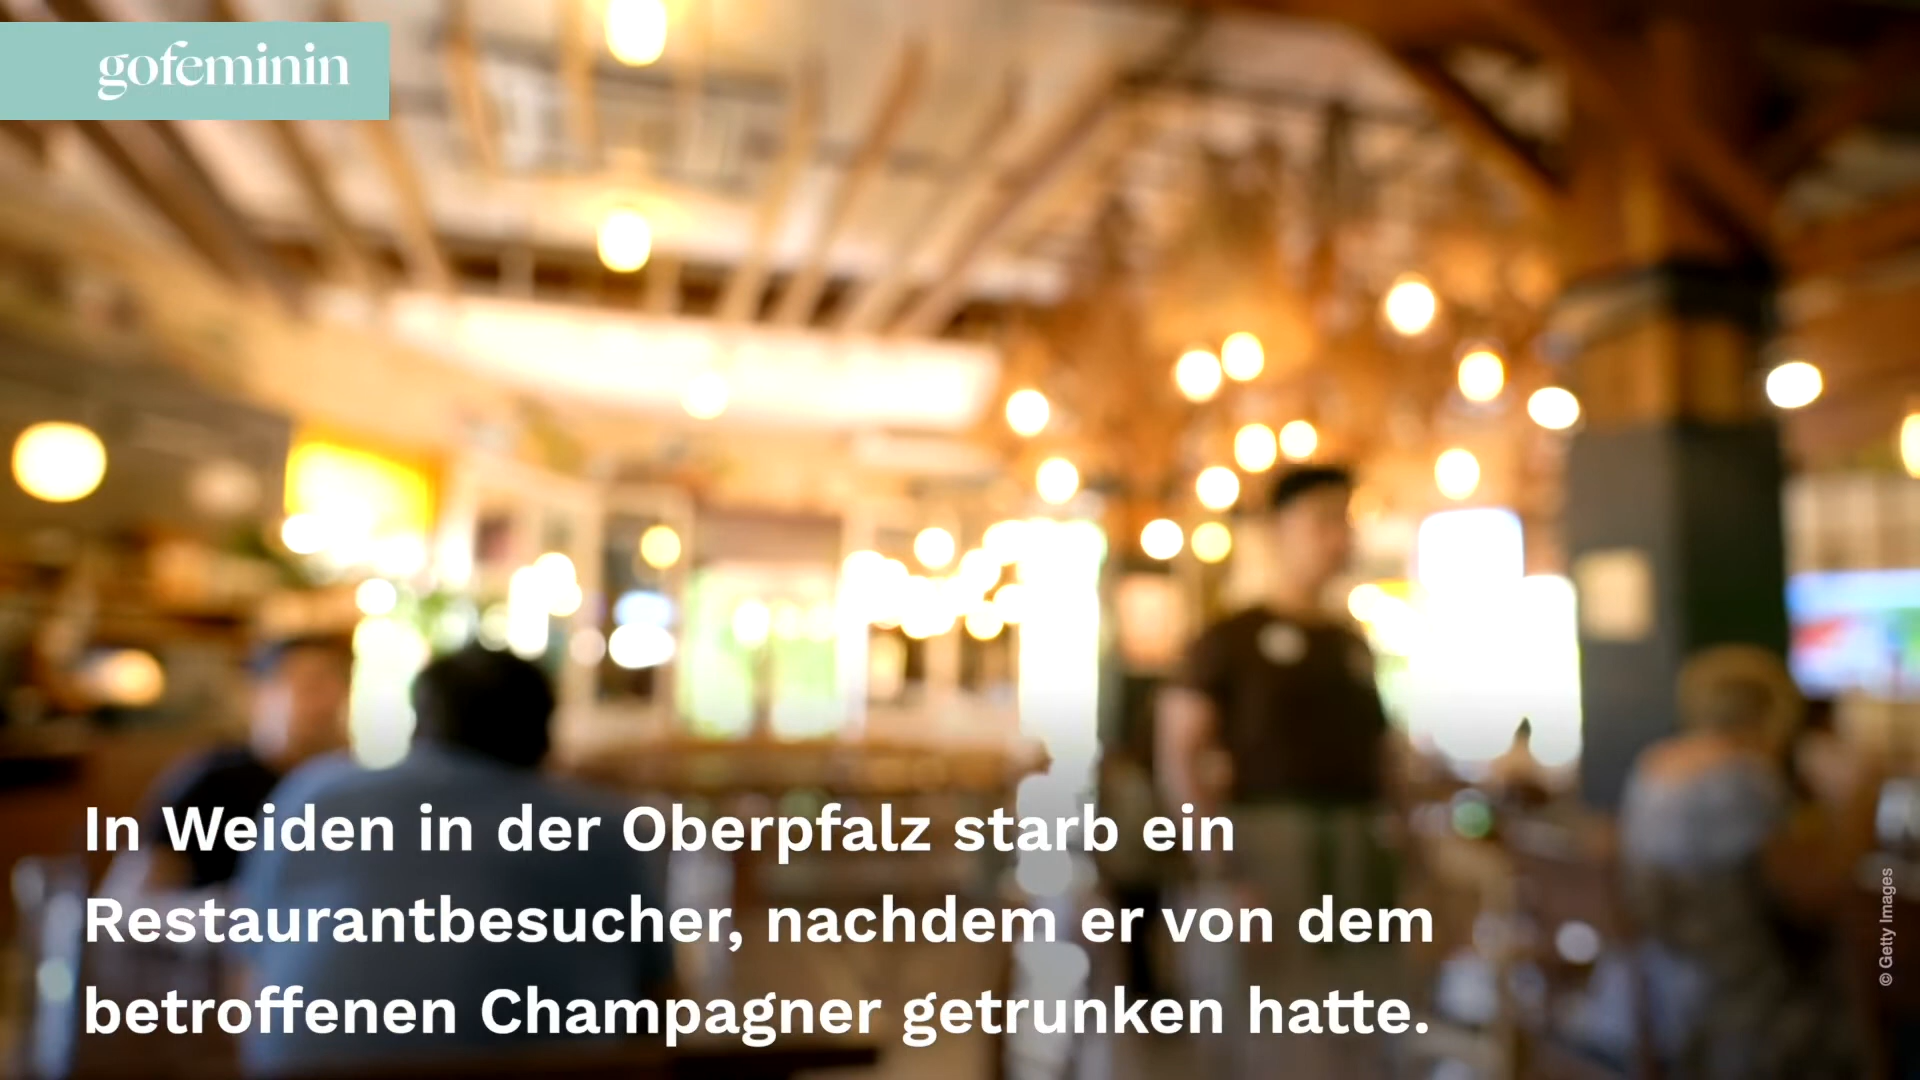 gofeminin
In Weiden in der Oberpfalz starb ein
Restaurantbesucher, nachdem er von dem
betroffenen Champagner getrunken hatte.
© Getty Images